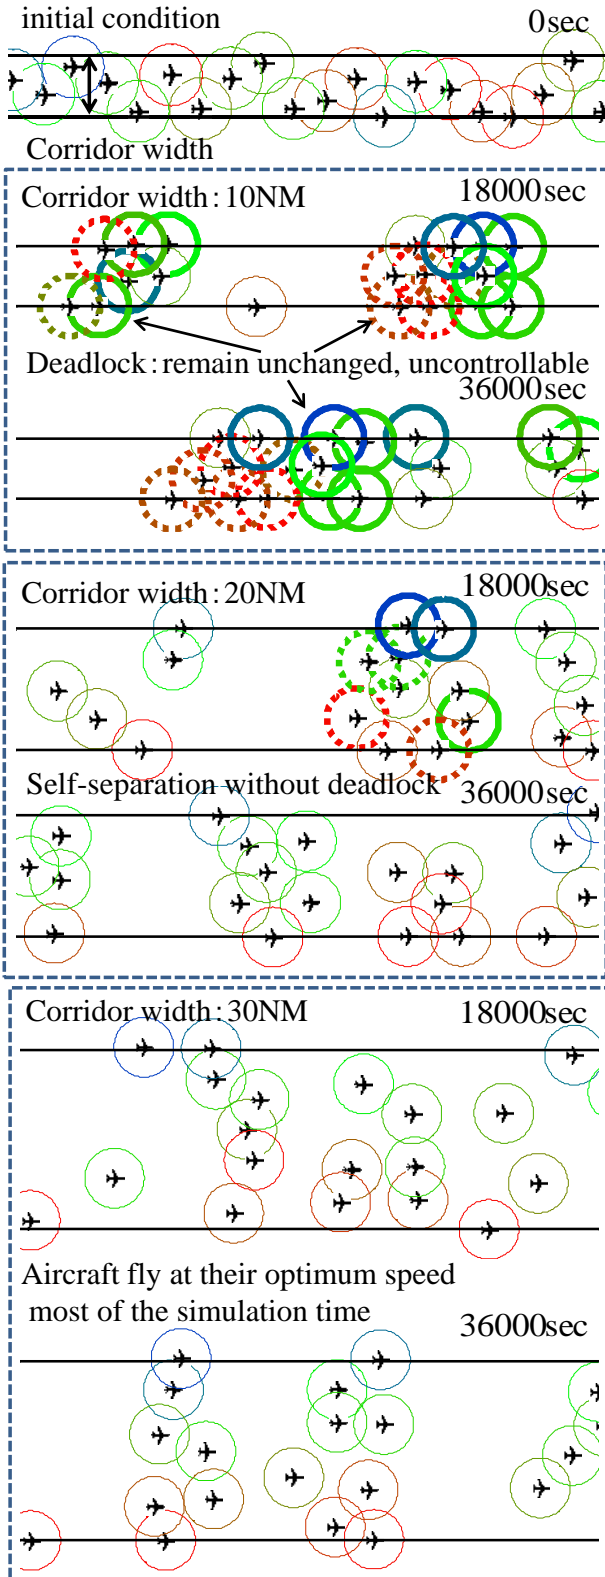 initial condition
0sec
Corridor width
Corridor width:10NM
18000sec
Deadlock:remain unchanged, uncontrollable
36000sec
Corridor width:20NM
18000sec
Self-separation without deadlock
36000sec
Corridor width:30NM
18000sec
Aircraft fly at their optimum speed
most of the simulation time
36000sec